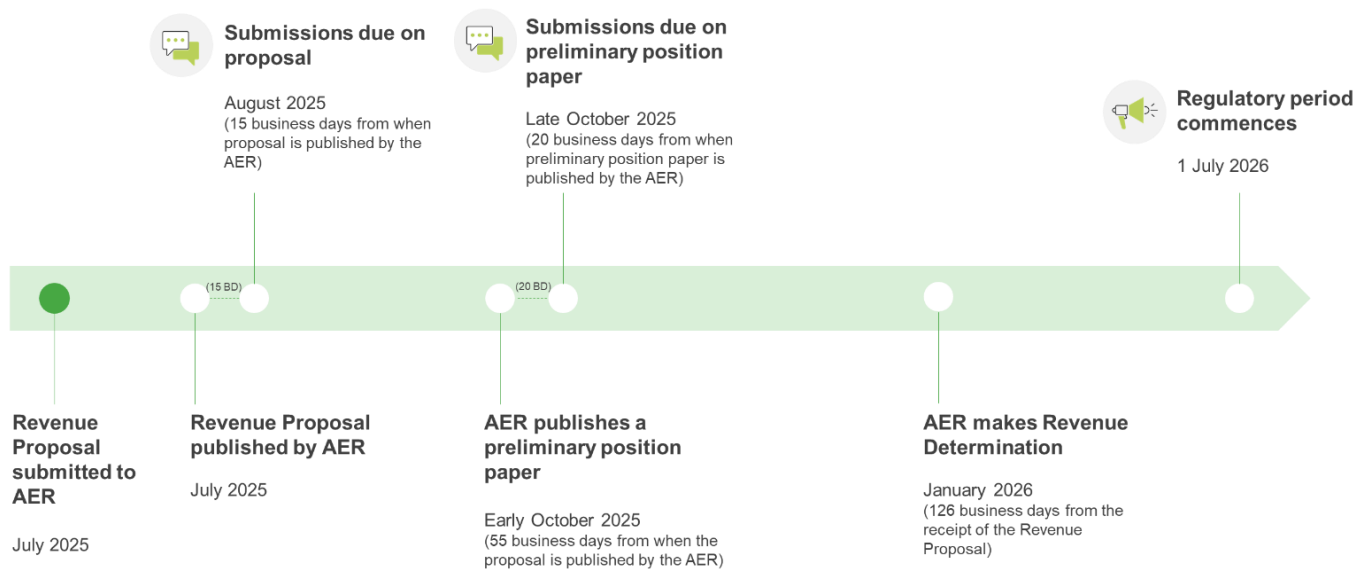 Submissions due on
proposal
August 2025
(15 business days from when
proposal is published by the
AER)
Submissions due on
preliminary position
paper
Late October 2025
(20 business days from when
preliminary position paper is
published by the AER)
Regulatory period
commences
1 July 2026
(15 BD)
(20 BD)
Revenue
Proposal
submitted to
AER
July 2025
Revenue Proposal
published by AER
July 2025
AER publishes a
preliminary position
paper
Early October 2025
(55 business days from when the
proposal is published by the AER)
AER makes Revenue
Determination
January 2026
(126 business days from the
receipt of the Revenue
Proposal)